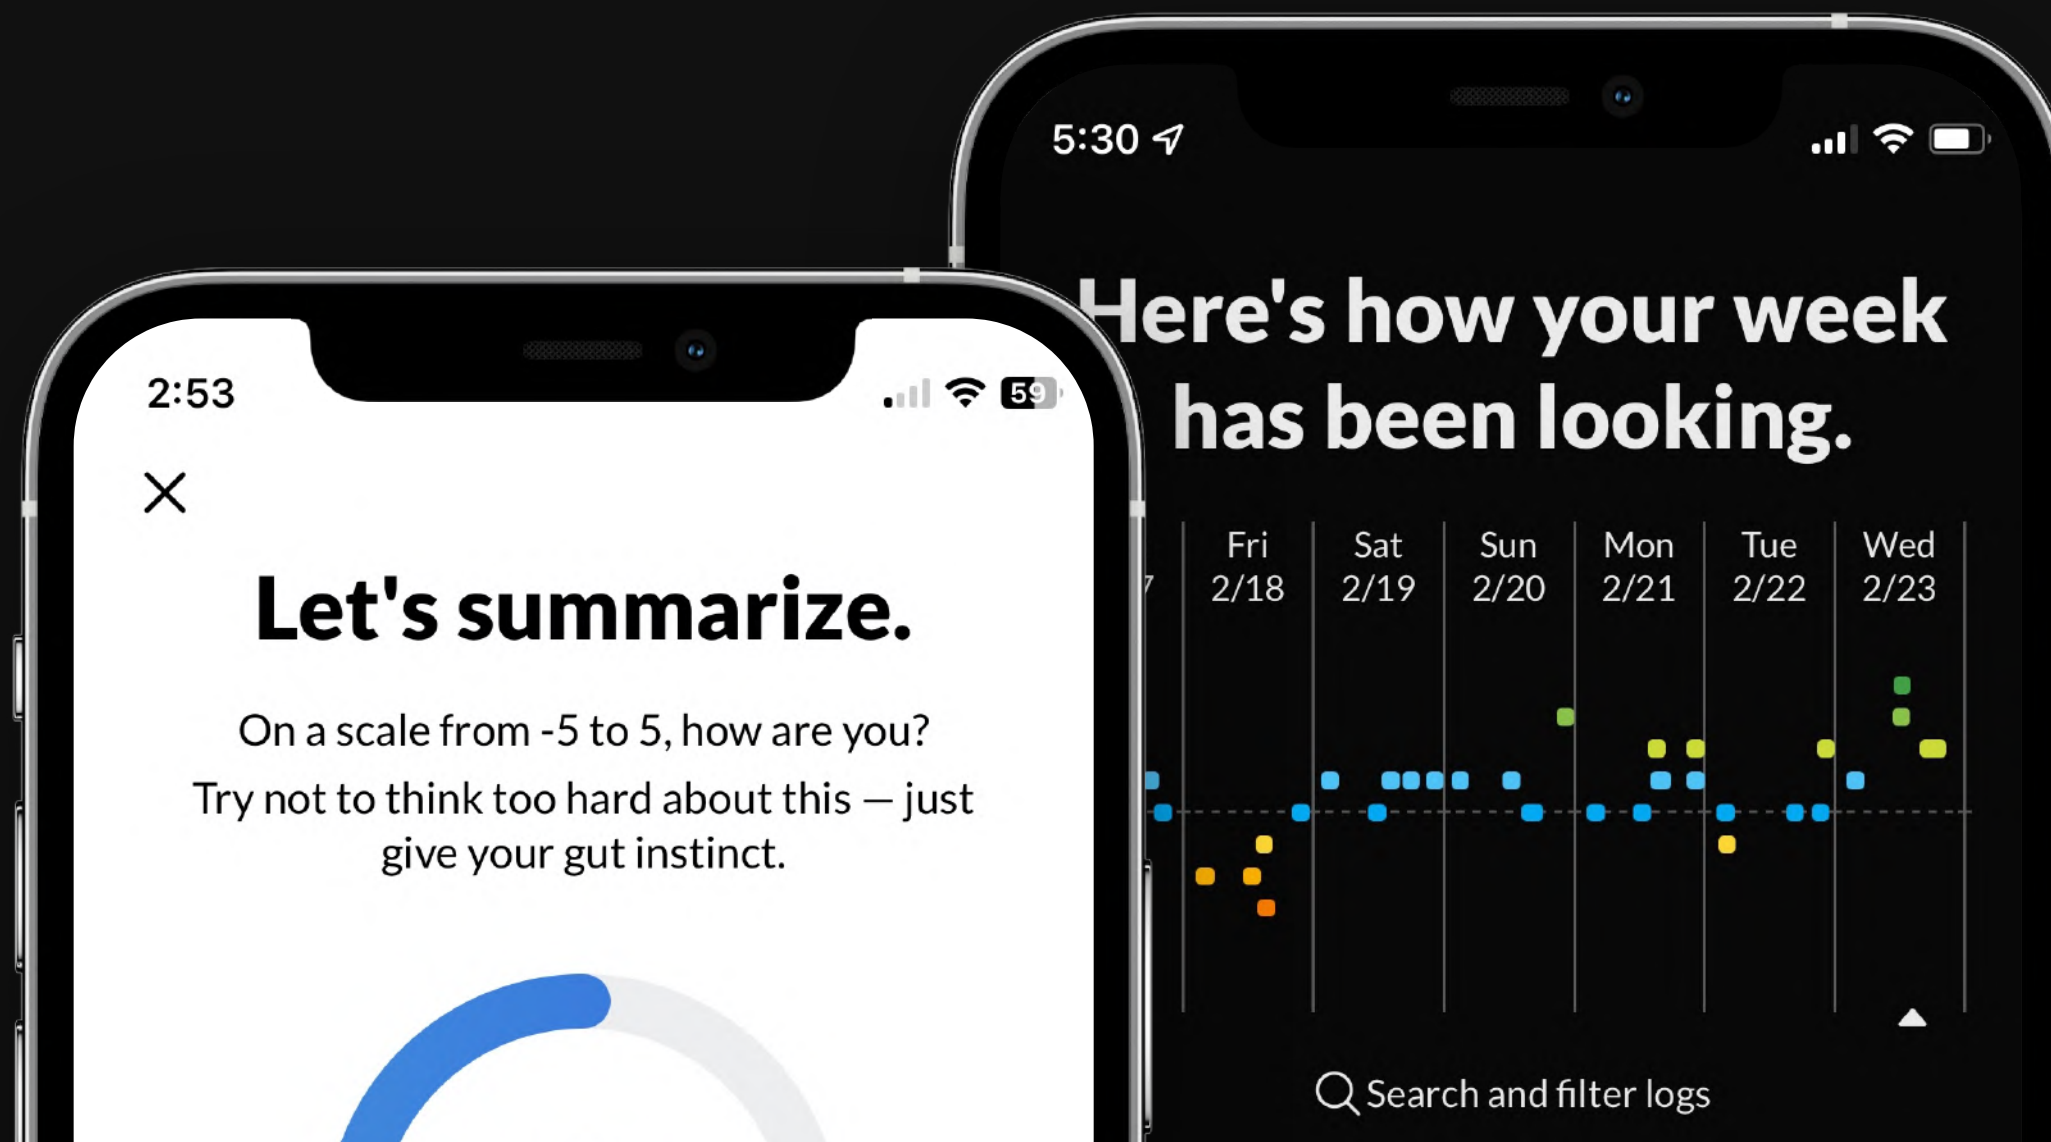 2:53
59
Let's summarize.
On a scale from -5 to 5, how are you?
Try not to think too hard about this — just
give your gut instinct.
5:30
Here's how your week
has been looking.
Fri Sat Sun Mon Tue Wed
7 2/18 2/19 2/20 2/21 2/22 2/23
Search and filter logs